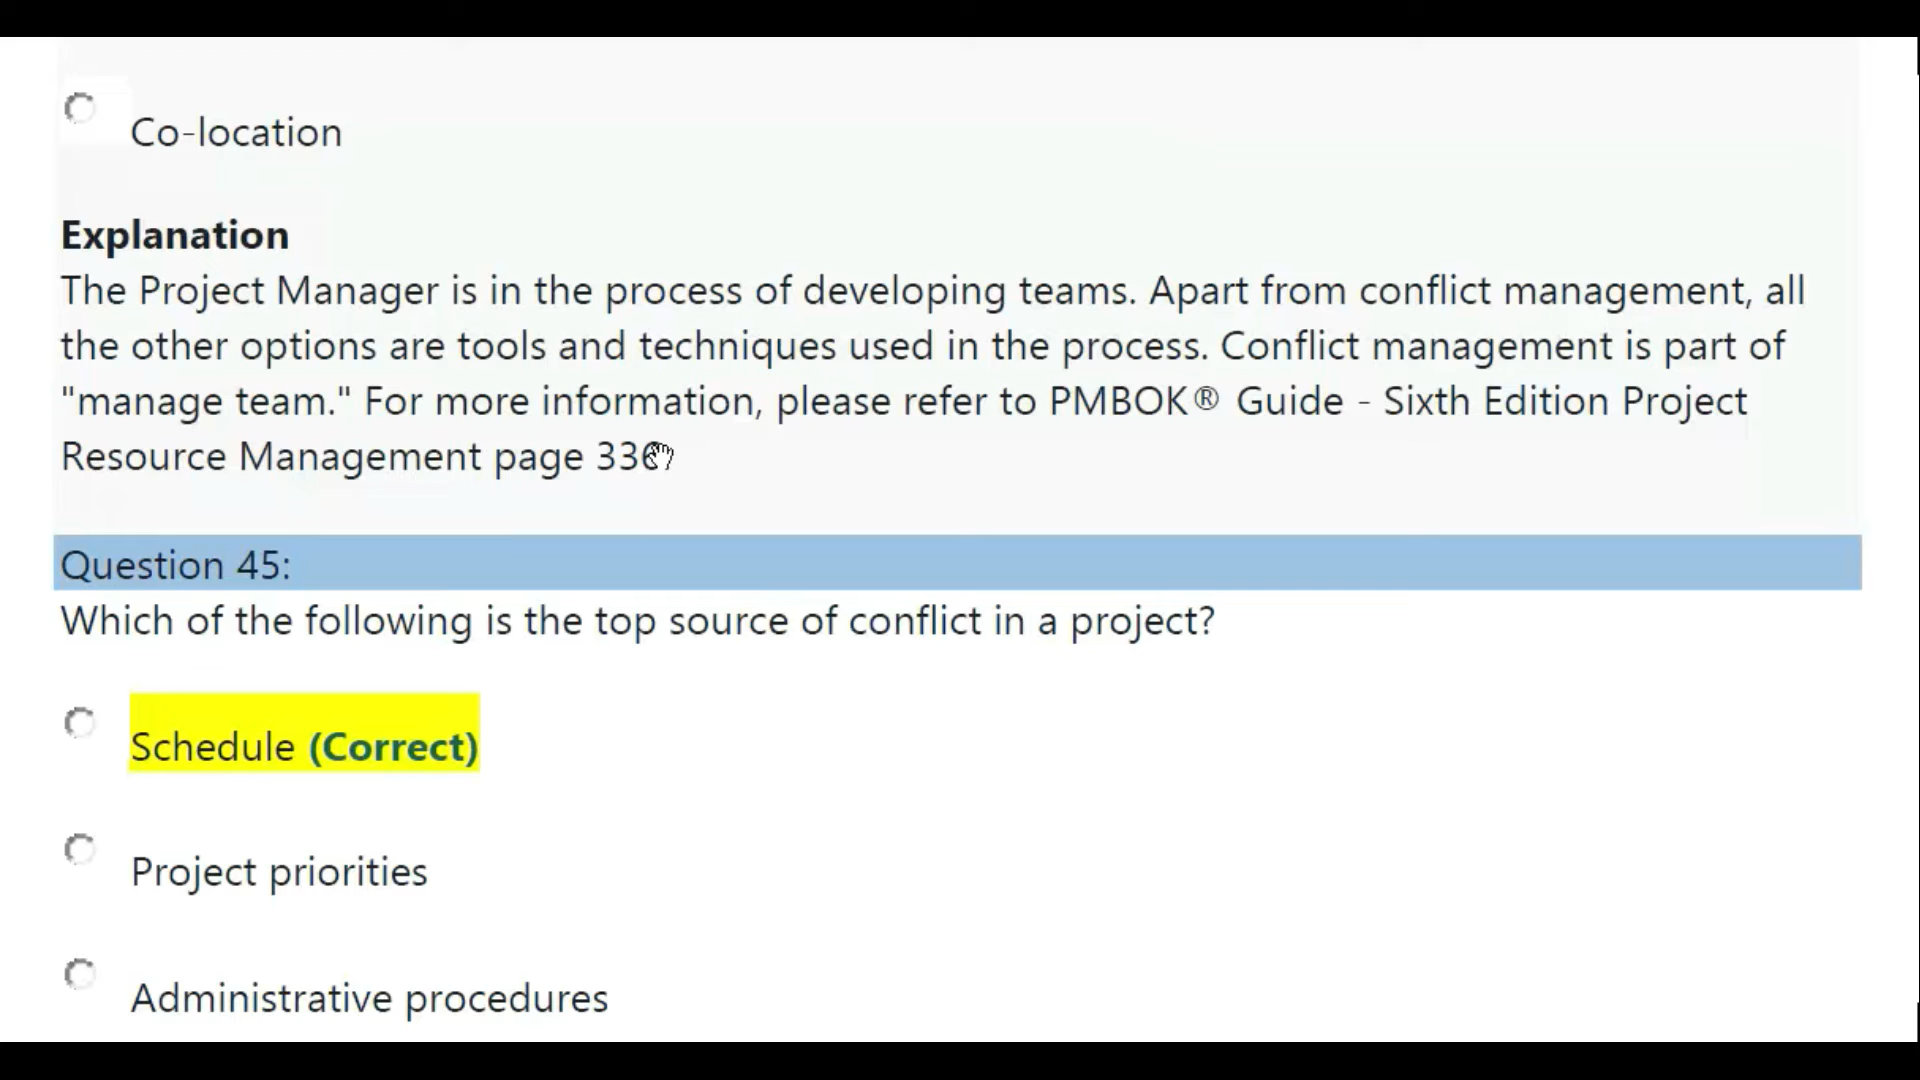 Co-location
Explanation
The Project Manager is in the process of developing teams. Apart from conflict management, all
the other options are tools and techniques used in the process. Conflict management is part of
"manage team." For more information, please refer to PMBOK® Guide - Sixth Edition Project
Resource Management page 336
Question 45:
Which of the following is the top source of conflict in a project?
Schedule (Correct)
Project priorities
Administrative procedures